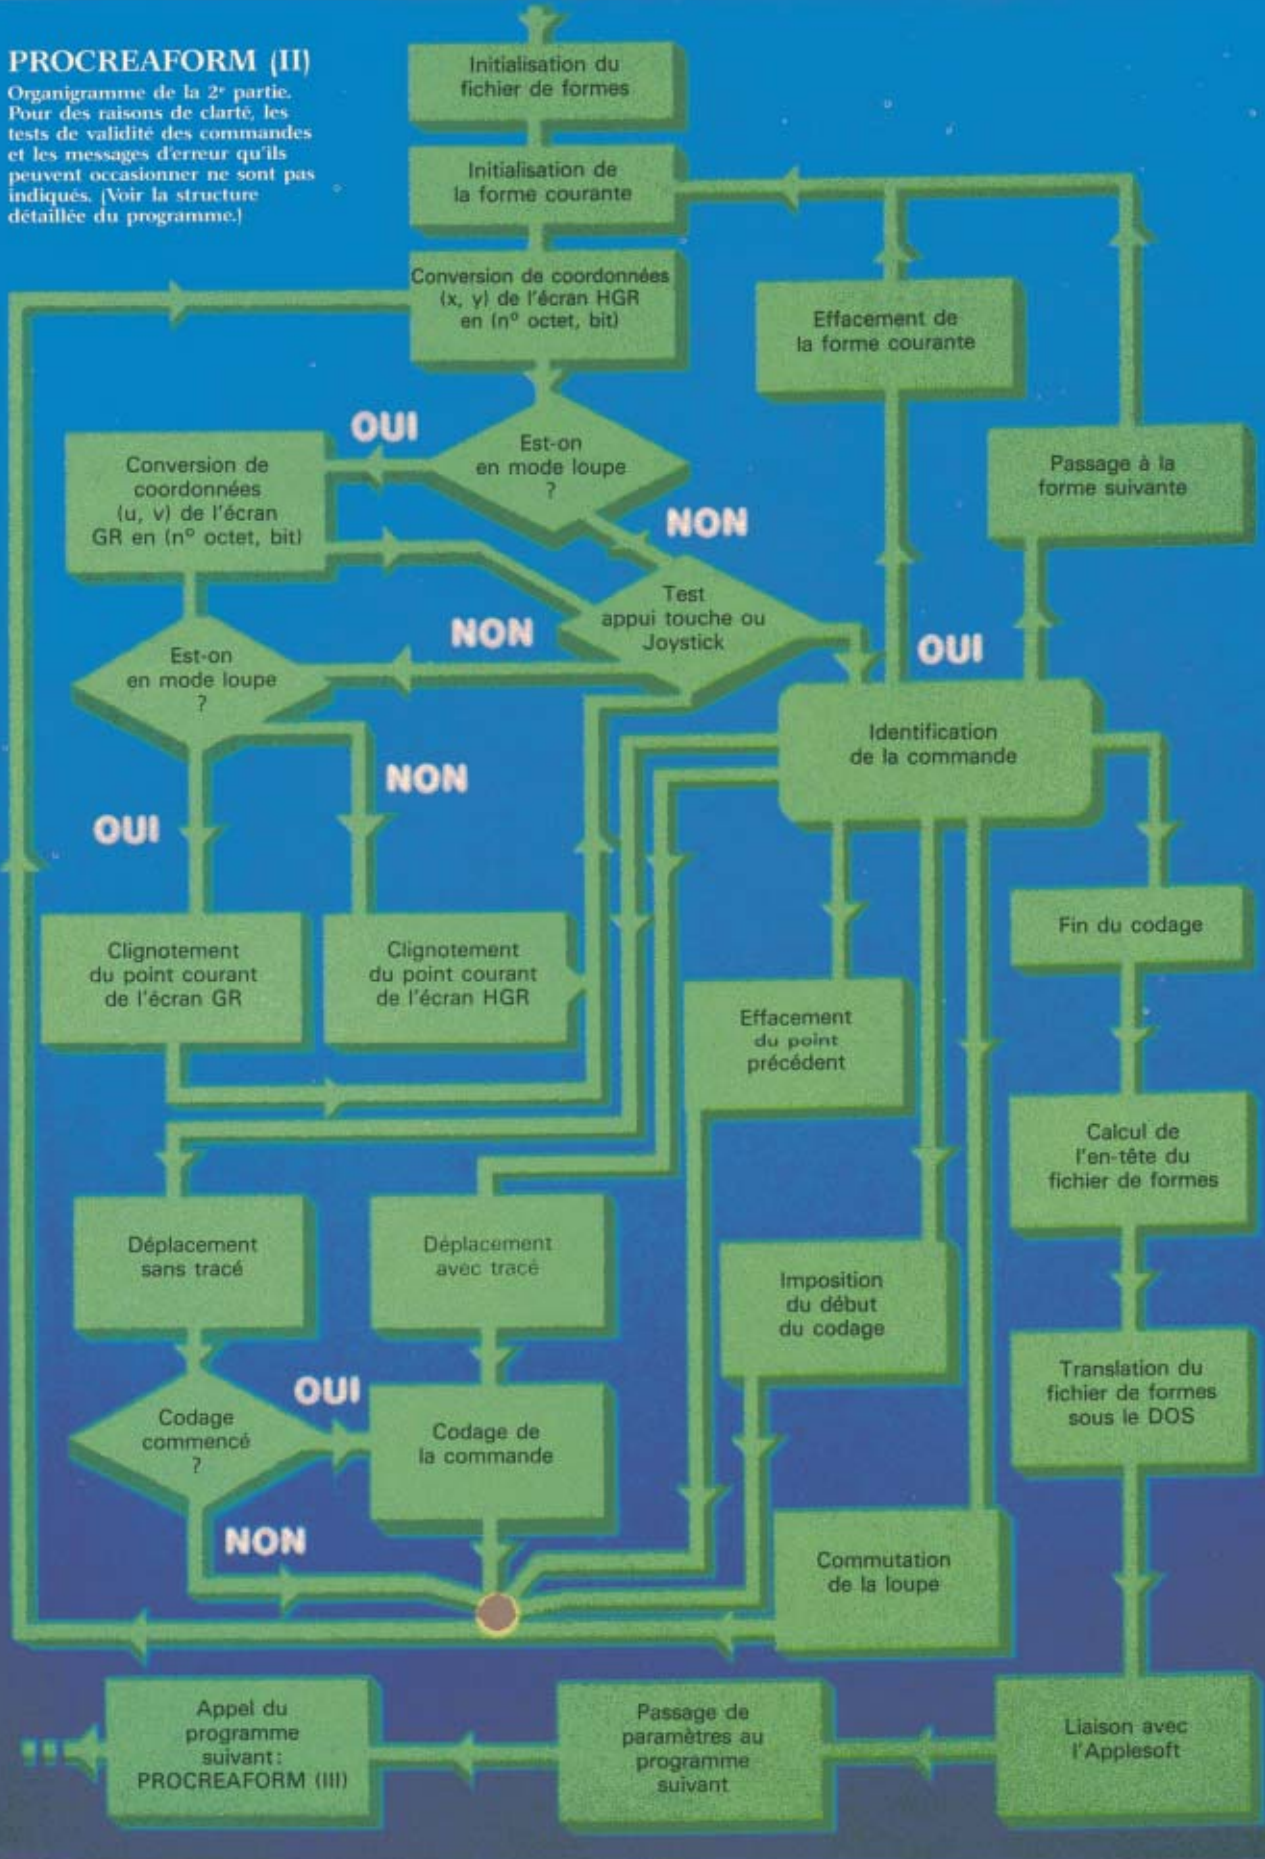 PROCREAFORM (II)
Organigramme de la 2e partie.
Pour des raisons de clarté, les
tests de validité des commandes
et les messages d'erreur qu'ils
peuvent occasionner ne sont pas
indiqués. (Voir la structure
détaillée du programme.)
Initialisation du
fichier de formes
Initialisation de
la forme courante
Conversion de coordonnées
(x, y) de l'écran HGR
en (nº octet, bit)
Effacement de
la forme courante
Passage à la
forme suivante
OUI
Est-on
en mode loupe
?
Conversion de
coordonnées
(u, v) de l'écran
GR en (nº octet, bit)
NON
Test
appui touche ou
Joystick
NON
OUI
Est-on
en mode loupe
?
Identification
de la commande
NON
OUI
Clignotement
du point courant
de l'écran GR
Clignotement
du point courant
de l'écran HGR
Fin du codage
Effacement
du point
précédent
Calcul de
l'en-tête du
fichier de formes
Déplacement
sans tracé
Déplacement
avec tracé
Imposition
du début
du codage
Translation du
fichier de formes
sous le DOS
OUI
Codage
commencé
?
Codage de
la commande
NON
Commutation
de la loupe
Appel du
programme
suivant:
PROCREAFORM (III)
Passage de
paramètres au
programme
suivant
Liaison avec
l'Applesoft